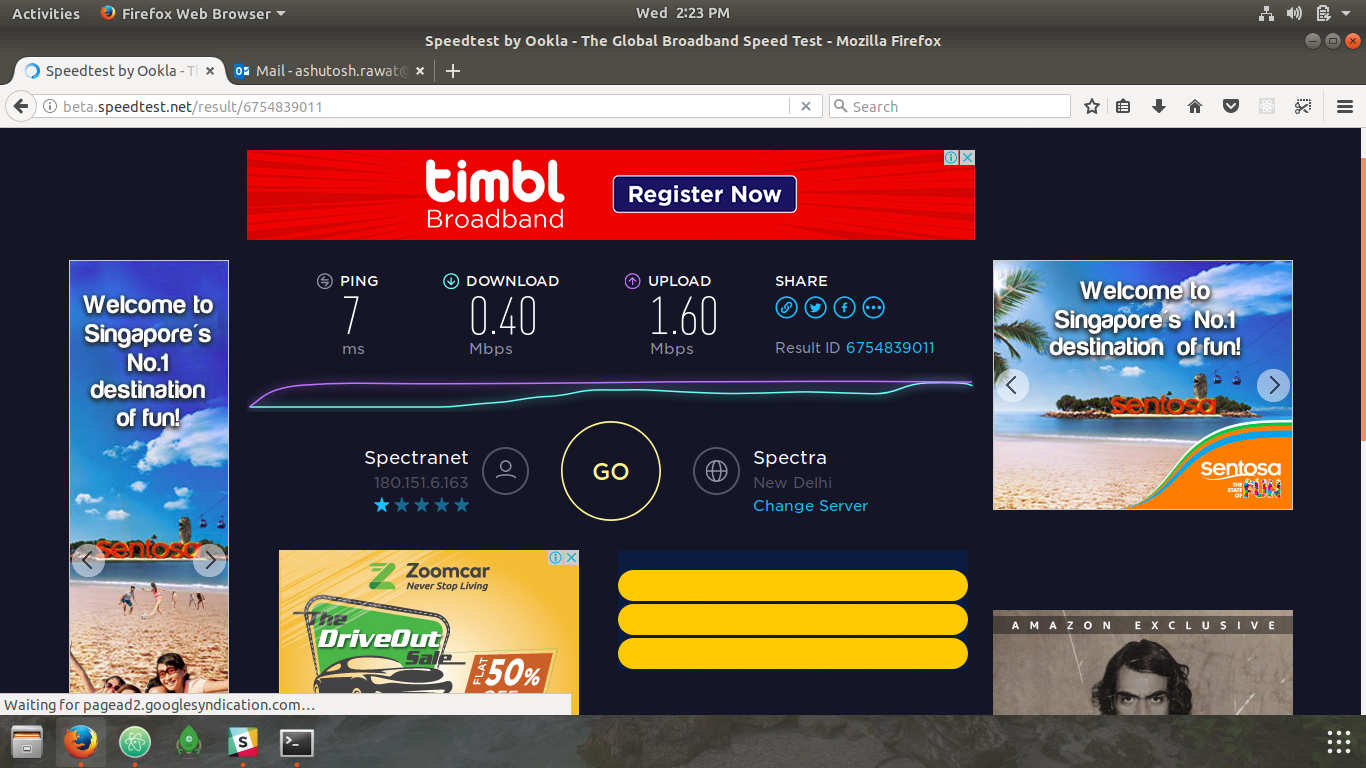 Activities
Firefox Web Browser
Wed 2:23 PM
Speedtest by Ookla - The Global Broadband Speed Test - Mozilla Firefox
Speedtest by Ookla - Th
Mail - ashutosh.rawat@
beta.speedtest.net/result/6754839011
Search
timbl
Broadband
Register Now
PING
7
ms
DOWNLOAD
0.40
Mbps
UPLOAD
1.60
Mbps
SHARE
Result ID 6754839011
Welcome to
Singapore´s
No.1
destination
of fun!
sentosa
Welcome to
Singapore´s No.1
destination of fun!
sentosa
sentosa
THE
STATE
OF
FUN
Spectranet
180.151.6.163
GO
Spectra
New Delhi
Change Server
Zoomcar
Never Stop Living
The
DriveOut
Sale
FLAT
50%
OFF
AMAZON EXCLUSIVE
Waiting for pagead2.googlesyndication.com…